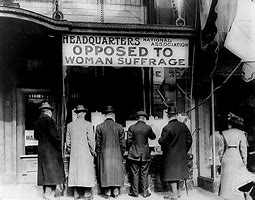 HEADQUARTERS NATIONAL ASSOCIATION
OPPOSED TO
WOMAN SUFFRAGE